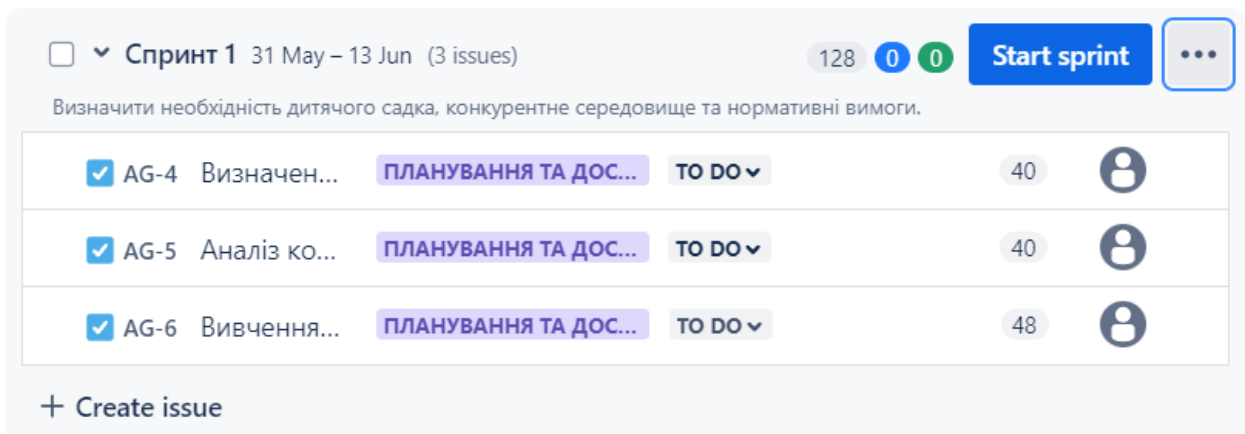 Спринт 1 31 May – 13 Jun (3 issues) 128 0 0 Start sprint
Визначити необхідність дитячого садка, конкурентне середовище та нормативні вимоги.
AG-4 Визначен... ПЛАНУВАННЯ ТА ДОС... TO DO 40
AG-5 Аналіз ко... ПЛАНУВАННЯ ТА ДОС... TO DO 40
AG-6 Вивчення... ПЛАНУВАННЯ ТА ДОС... TO DO 48
+ Create issue